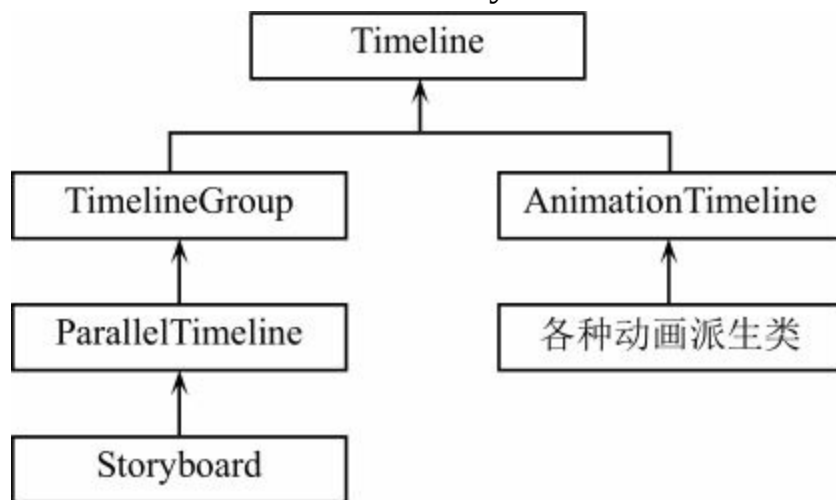 Timeline
TimelineGroup
AnimationTimeline
ParallelTimeline
各种动画派生类
Storyboard